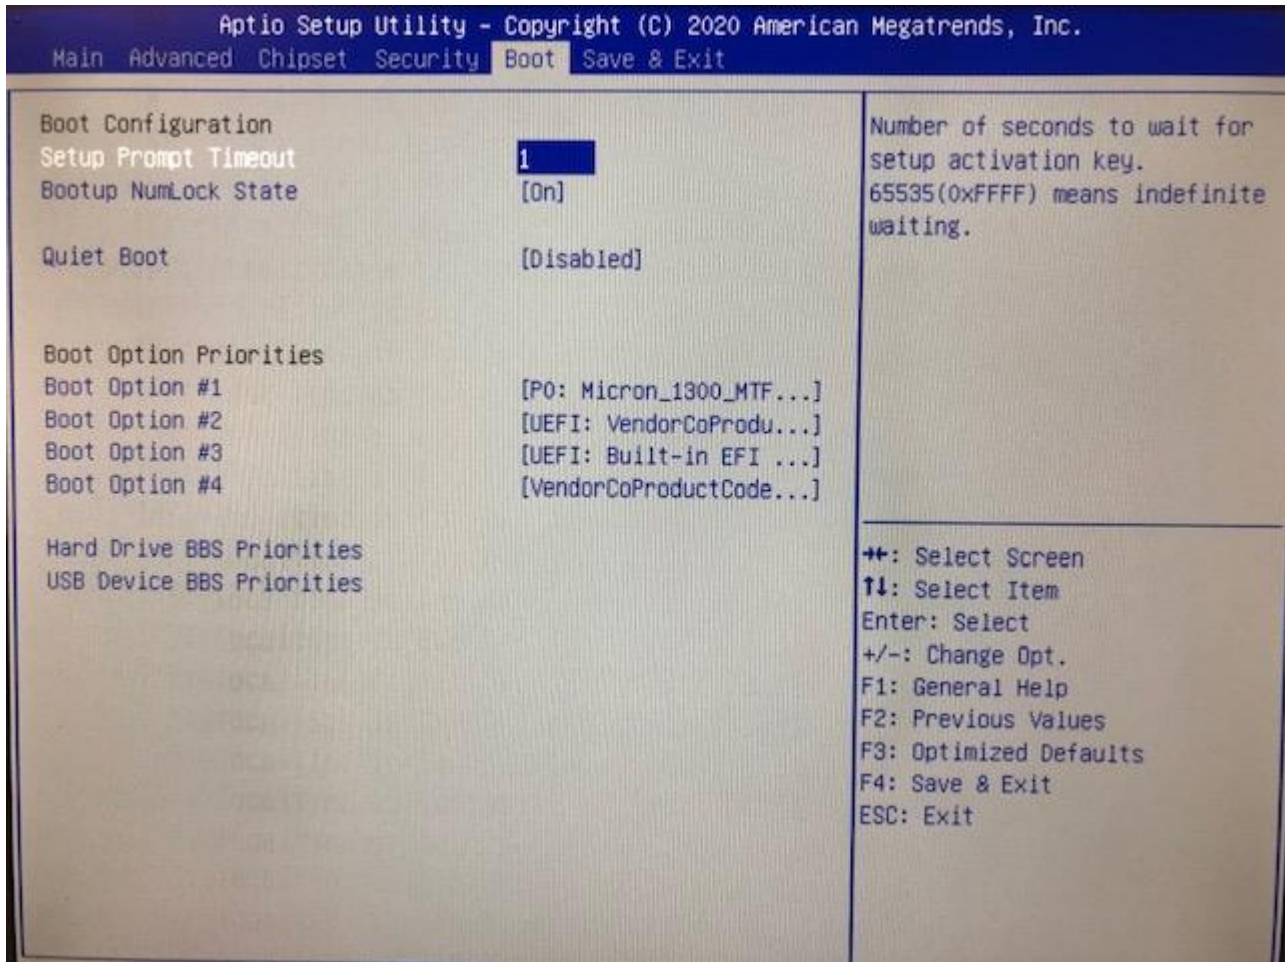 Aptio Setup Utility – Copyright (C) 2020 American Megatrends, Inc.
Main Advanced Chipset Security Boot Save & Exit
Boot Configuration
Setup Prompt Timeout 1
Bootup NumLock State [On]
Quiet Boot [Disabled]
Boot Option Priorities
Boot Option #1 [P0: Micron_1300_MTF...]
Boot Option #2 [UEFI: VendorCoProdu...]
Boot Option #3 [UEFI: Built-in EFI ...]
Boot Option #4 [VendorCoProductCode...]
Hard Drive BBS Priorities
USB Device BBS Priorities
Number of seconds to wait for
setup activation key.
65535(0xFFFF) means indefinite
waiting.
→←: Select Screen
↑↓: Select Item
Enter: Select
+/-: Change Opt.
F1: General Help
F2: Previous Values
F3: Optimized Defaults
F4: Save & Exit
ESC: Exit